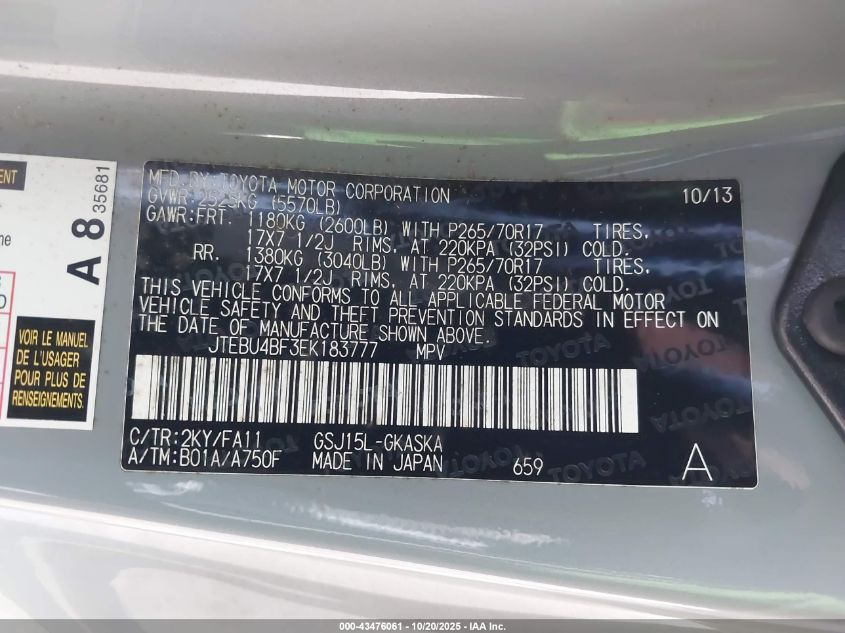 ENT
me
D
A 8 35681
VOIR LE MANUEL
DE L'USAGER
POUR PLUS DE
RENSEIGNEMENTS.
MFD.BY TOYOTA MOTOR CORPORATION 10/13
GVWR:2525KG (5570LB)
GAWR:FRT. 1180KG (2600LB) WITH P265/70R17 TIRES,
17X7 1/2J RIMS, AT 220KPA (32PSI) COLD.
RR. 1380KG (3040LB) WITH P265/70R17 TIRES,
17X7 1/2J RIMS, AT 220KPA (32PSI) COLD.
THIS VEHICLE CONFORMS TO ALL APPLICABLE FEDERAL MOTOR
VEHICLE SAFETY AND THEFT PREVENTION STANDARDS IN EFFECT ON
THE DATE OF MANUFACTURE SHOWN ABOVE.
JTEBU4BF3EK183777 MPV
C/TR:2KY/FA11 GSJ15L-GKASKA
A/TM:B01A/A750F MADE IN JAPAN 659 A
000-43476061 - 10/20/2025 - IAA Inc.